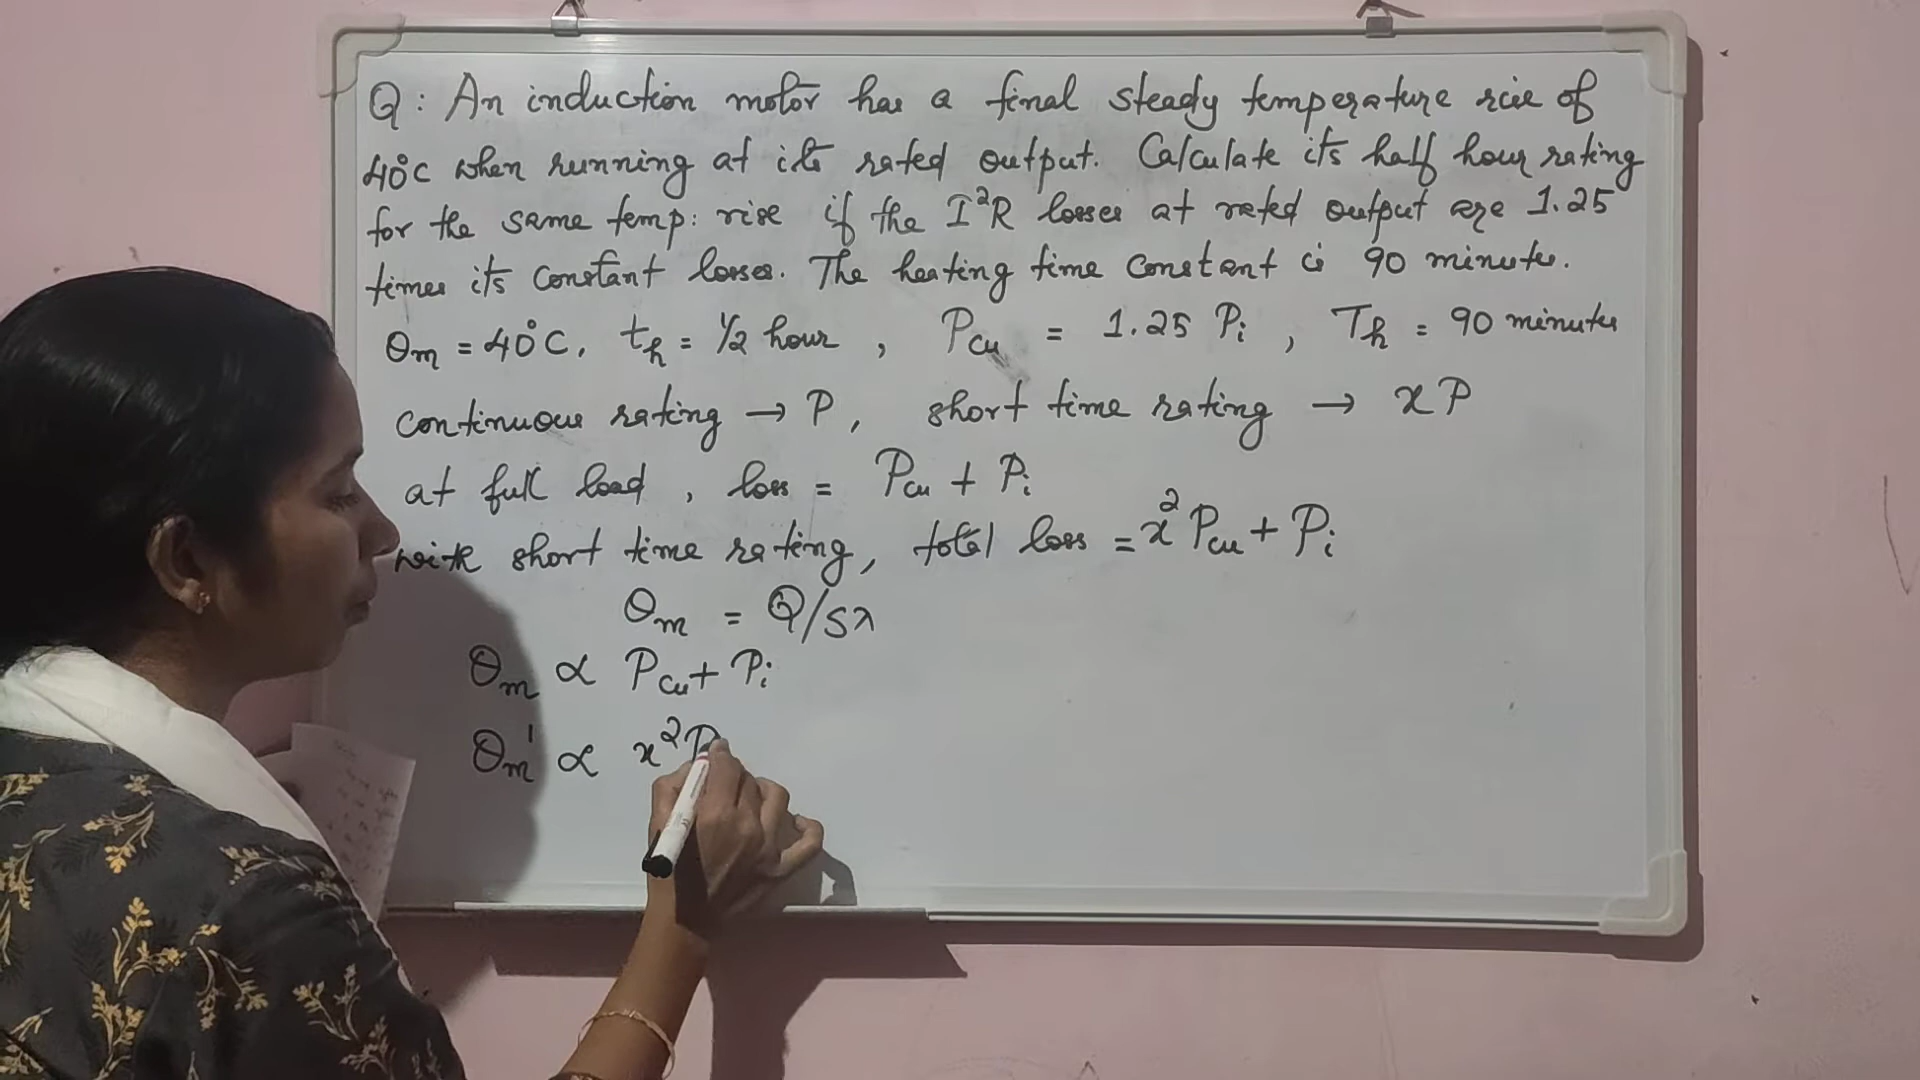 Q: An induction motor has a final steady temperature rise of
40°C when running at its rated output. Calculate its half hour rating
for the same temp: rise if the I²R losses at rated output are 1.25
times its constant losses. The heating time constant is 90 minutes.
θm = 40°C, th = 1/2 hour, Pcu = 1.25 Pi, Th = 90 minutes
continuous rating → P, short time rating → xP
at full load, loss = Pcu + Pi
with short time rating, total loss = x²Pcu + Pi
θm = Q/Sλ
θm ∝ Pcu + Pi
θm' ∝ x²P